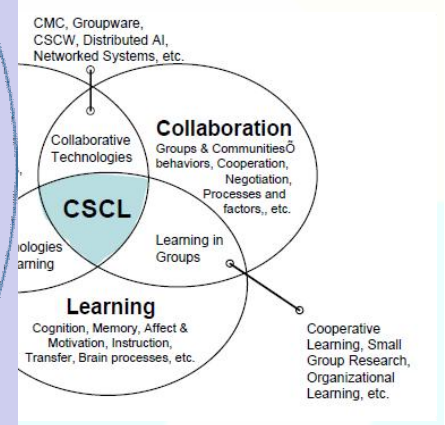 CMC, Groupware,
CSCW, Distributed AI,
Networked Systems, etc.
Collaborative
Technologies
Collaboration
Groups & CommunitiesÕ
behaviors, Cooperation,
Negotiation,
Processes and
factors,, etc.
CSCL
Learning in
Groups
Learning
Cognition, Memory, Affect &
Motivation, Instruction,
Transfer, Brain processes, etc.
Cooperative
Learning, Small
Group Research,
Organizational
Learning, etc.